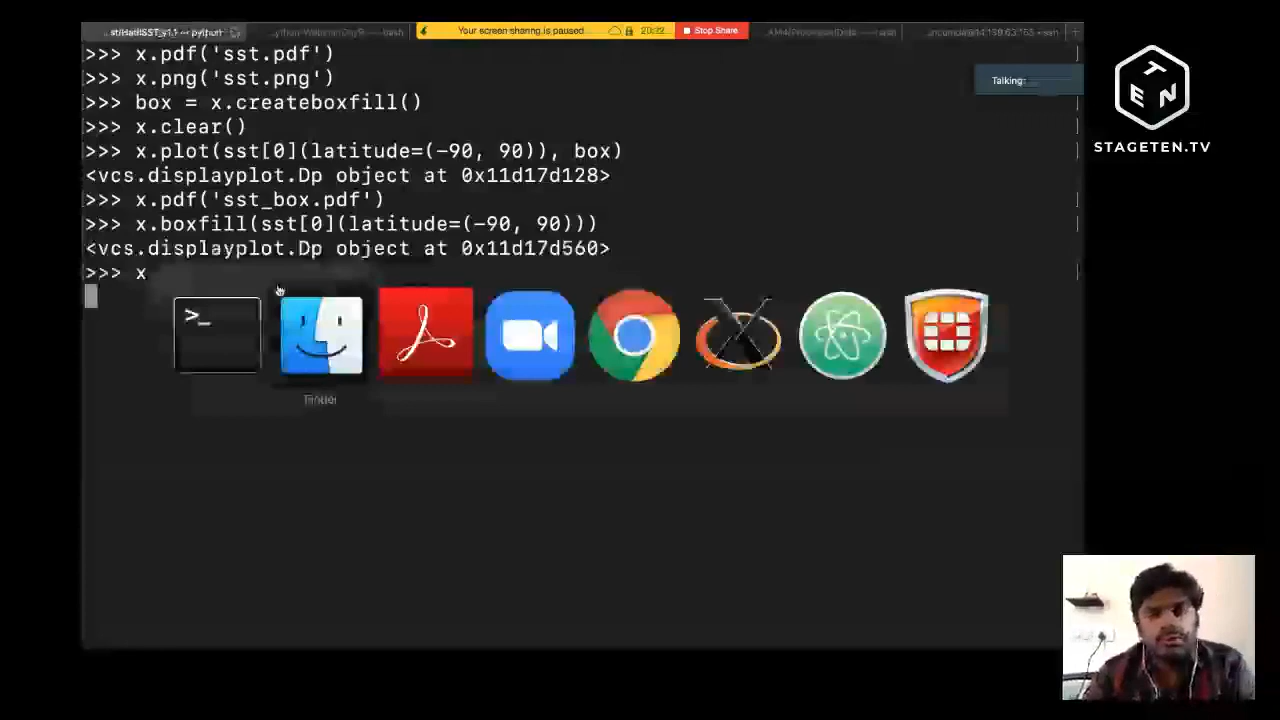 Your screen sharing is paused
Stop Share
>>> x.pdf('sst.pdf')
>>> x.png('sst.png')
>>> box = x.createboxfill()
>>> x.clear()
>>> x.plot(sst[0](latitude=(-90, 90)), box)
<vcs.displayplot.Dp object at 0x11d17d128>
>>> x.pdf('sst_box.pdf')
>>> x.boxfill(sst[0](latitude=(-90, 90)))
<vcs.displayplot.Dp object at 0x11d17d560>
>>> x
>_
Finder
Talking:
TEN
STAGETEN.TV